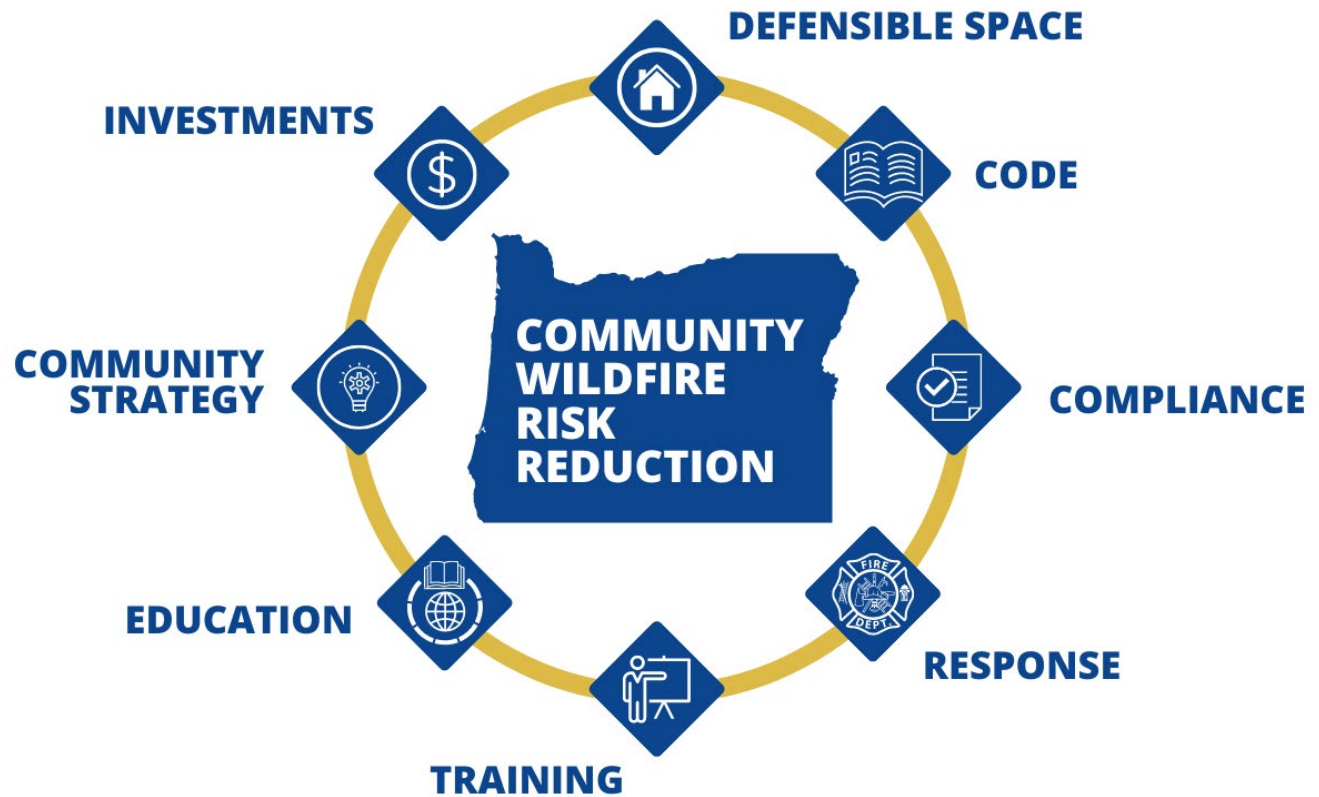 DEFENSIBLE SPACE
INVESTMENTS
CODE
COMMUNITY
WILDFIRE
RISK
REDUCTION
COMMUNITY
STRATEGY
COMPLIANCE
FIRE
DEPT.
EDUCATION
RESPONSE
TRAINING